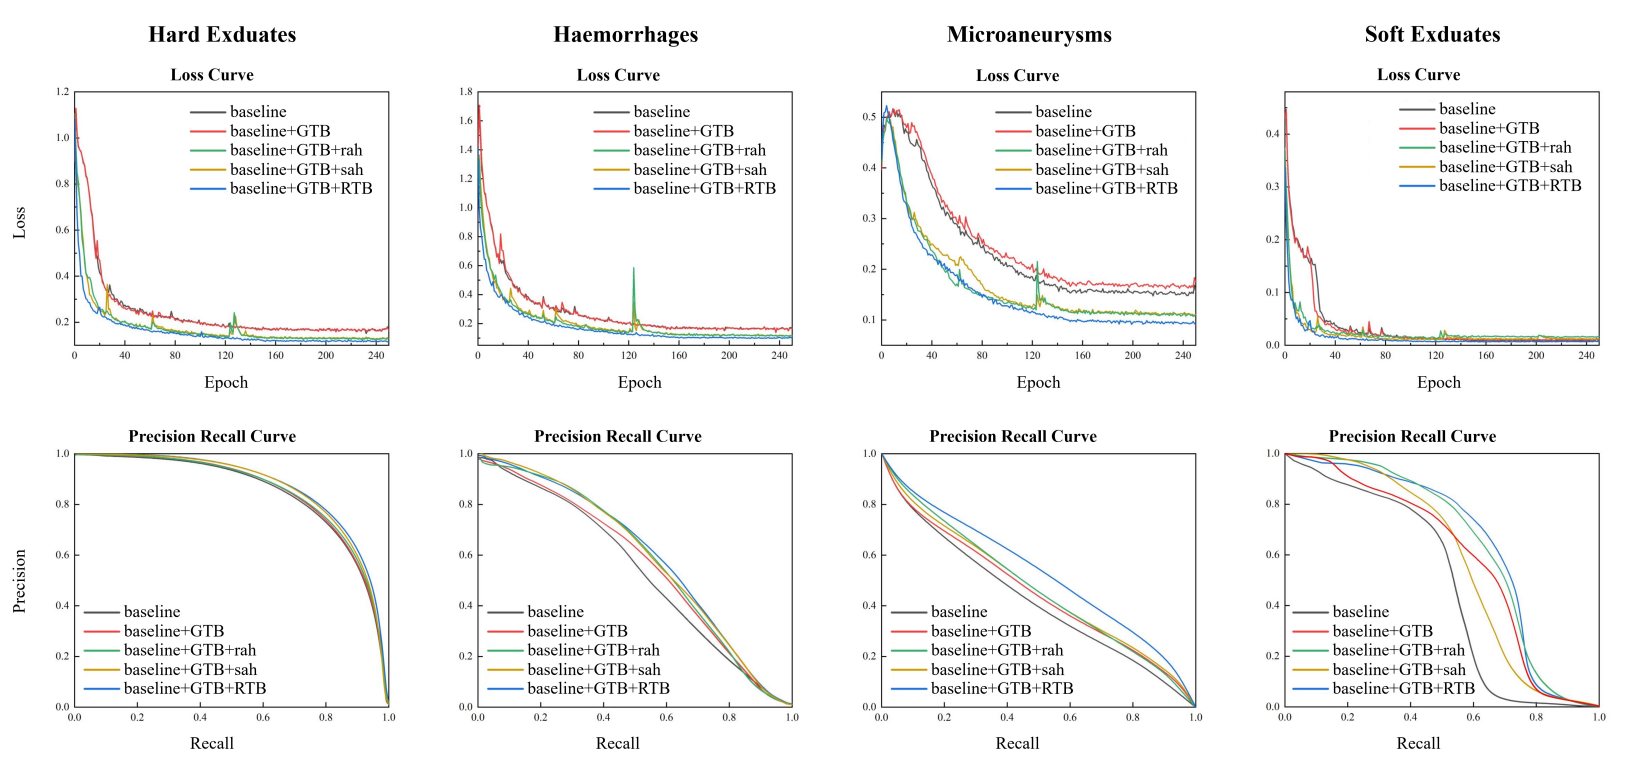 Hard Exduates
Haemorrhages
Microaneurysms
Soft Exduates
Loss Curve
1.2
1.0
0.8
0.6
0.4
0.2
0
40
80
120
160
200
240
baseline
baseline+GTB
baseline+GTB+rah
baseline+GTB+sah
baseline+GTB+RTB
Loss
Epoch
Loss Curve
1.8
1.6
1.4
1.2
1.0
0.8
0.6
0.4
0.2
0
40
80
120
160
200
240
baseline
baseline+GTB
baseline+GTB+rah
baseline+GTB+sah
baseline+GTB+RTB
Epoch
Loss Curve
0.5
0.4
0.3
0.2
0.1
0
40
80
120
160
200
240
baseline
baseline+GTB
baseline+GTB+rah
baseline+GTB+sah
baseline+GTB+RTB
Epoch
Loss Curve
0.4
0.3
0.2
0.1
0.0
0
40
80
120
160
200
240
baseline
baseline+GTB
baseline+GTB+rah
baseline+GTB+sah
baseline+GTB+RTB
Epoch
Precision Recall Curve
1.0
0.8
0.6
0.4
0.2
0.0
0.0
0.2
0.4
0.6
0.8
1.0
baseline
baseline+GTB
baseline+GTB+rah
baseline+GTB+sah
baseline+GTB+RTB
Precision
Recall
Precision Recall Curve
1.0
0.8
0.6
0.4
0.2
0.0
0.0
0.2
0.4
0.6
0.8
1.0
baseline
baseline+GTB
baseline+GTB+rah
baseline+GTB+sah
baseline+GTB+RTB
Recall
Precision Recall Curve
1.0
0.8
0.6
0.4
0.2
0.0
0.0
0.2
0.4
0.6
0.8
1.0
baseline
baseline+GTB
baseline+GTB+rah
baseline+GTB+sah
baseline+GTB+RTB
Recall
Precision Recall Curve
1.0
0.8
0.6
0.4
0.2
0.0
0.0
0.2
0.4
0.6
0.8
1.0
baseline
baseline+GTB
baseline+GTB+rah
baseline+GTB+sah
baseline+GTB+RTB
Recall